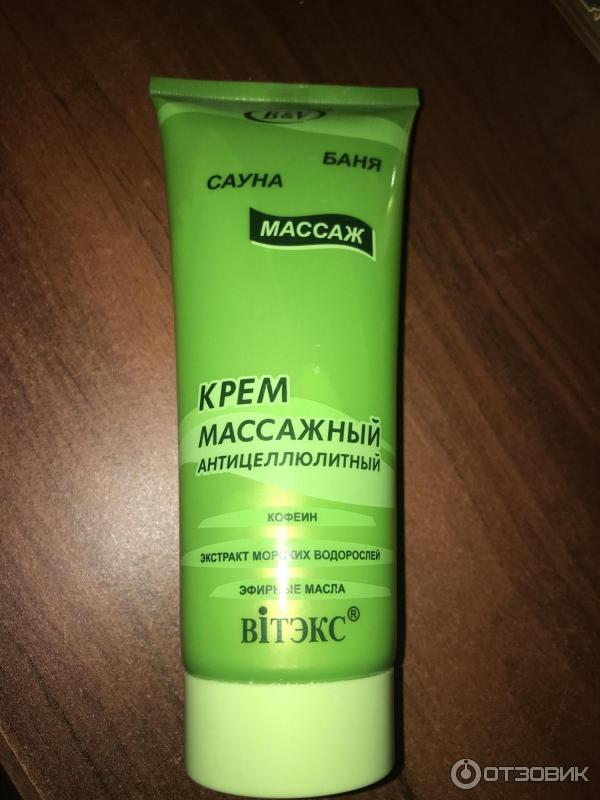 B&V
БАНЯ
САУНА
МАССАЖ
КРЕМ
МАССАЖНЫЙ
АНТИЦЕЛЛЮЛИТНЫЙ
КОФЕИН
ЭКСТРАКТ МОРСКИХ ВОДОРОСЛЕЙ
ЭФИРНЫЕ МАСЛА
ВіТЭКС®
ОТЗОВИК